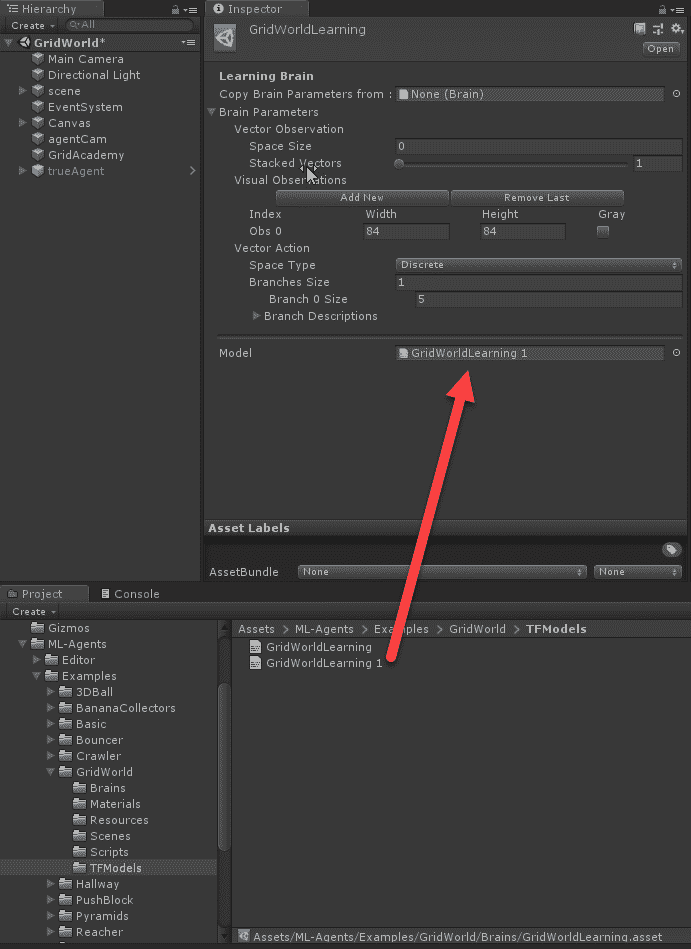 Hierarchy
Create
All
GridWorld*
Main Camera
Directional Light
scene
EventSystem
Canvas
agentCam
GridAcademy
trueAgent
Inspector
GridWorldLearning
Open
Learning Brain
Copy Brain Parameters from : None (Brain)
Brain Parameters
Vector Observation
Space Size 0
Stacked Vectors 1
Visual Observations
Add New Remove Last
Index Width Height Gray
Obs 0 84 84
Vector Action
Space Type Discrete
Branches Size 1
Branch 0 Size 5
Branch Descriptions
Model GridWorldLearning 1
Asset Labels
AssetBundle None None
Project Console
Create
Gizmos
ML-Agents
Editor
Examples
3DBall
BananaCollectors
Basic
Bouncer
Crawler
GridWorld
Brains
Materials
Resources
Scenes
Scripts
TFModels
Hallway
PushBlock
Pyramids
Reacher
Assets > ML-Agents > Examples > GridWorld > TFModels
GridWorldLearning
GridWorldLearning 1
Assets/ML-Agents/Examples/GridWorld/Brains/GridWorldLearning.asset